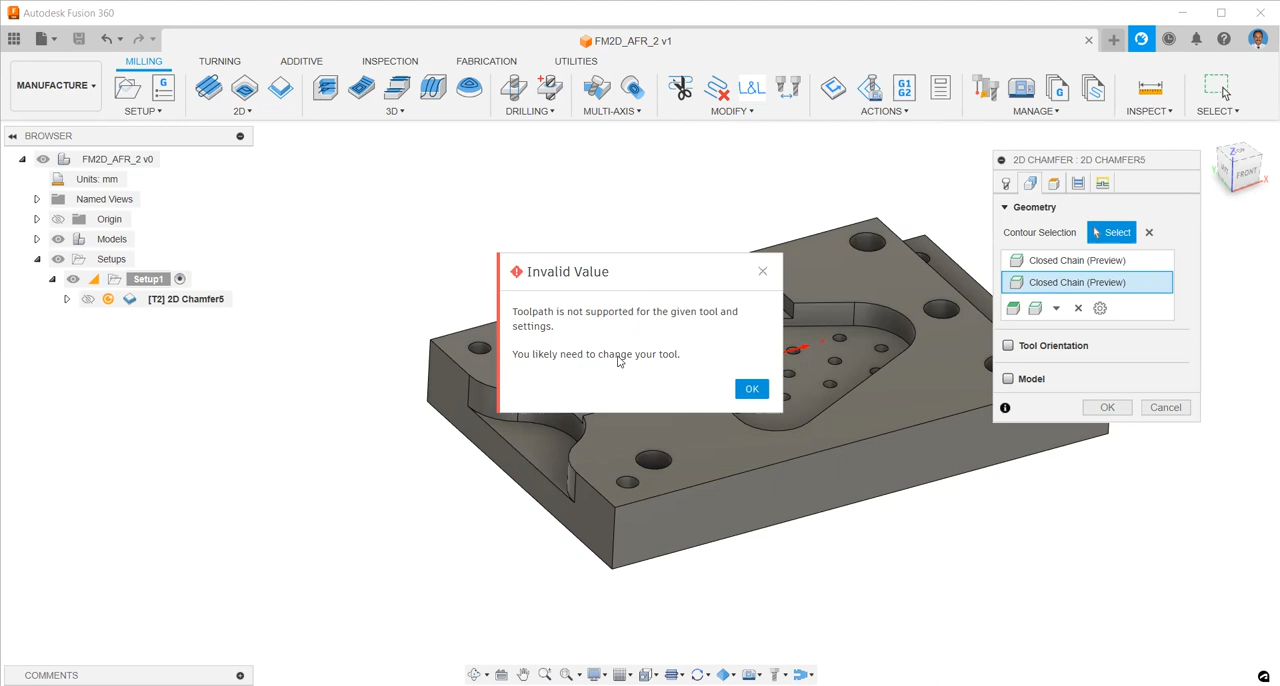 Autodesk Fusion 360
FM2D_AFR_2 v1
MANUFACTURE
MILLING
TURNING
ADDITIVE
INSPECTION
FABRICATION
UTILITIES
G
L&L
G1
G2
G
SETUP
2D
3D
DRILLING
MULTI-AXIS
MODIFY
ACTIONS
MANAGE
INSPECT
SELECT
BROWSER
FM2D_AFR_2 v0
Units: mm
Named Views
Origin
Models
Setups
Setup1
[T2] 2D Chamfer5
Invalid Value
Toolpath is not supported for the given tool and
settings.
You likely need to change your tool.
OK
2D CHAMFER : 2D CHAMFER5
Geometry
Contour Selection
Select
Closed Chain (Preview)
Closed Chain (Preview)
Tool Orientation
Model
OK
Cancel
Z
Y
X
FRONT
COMMENTS